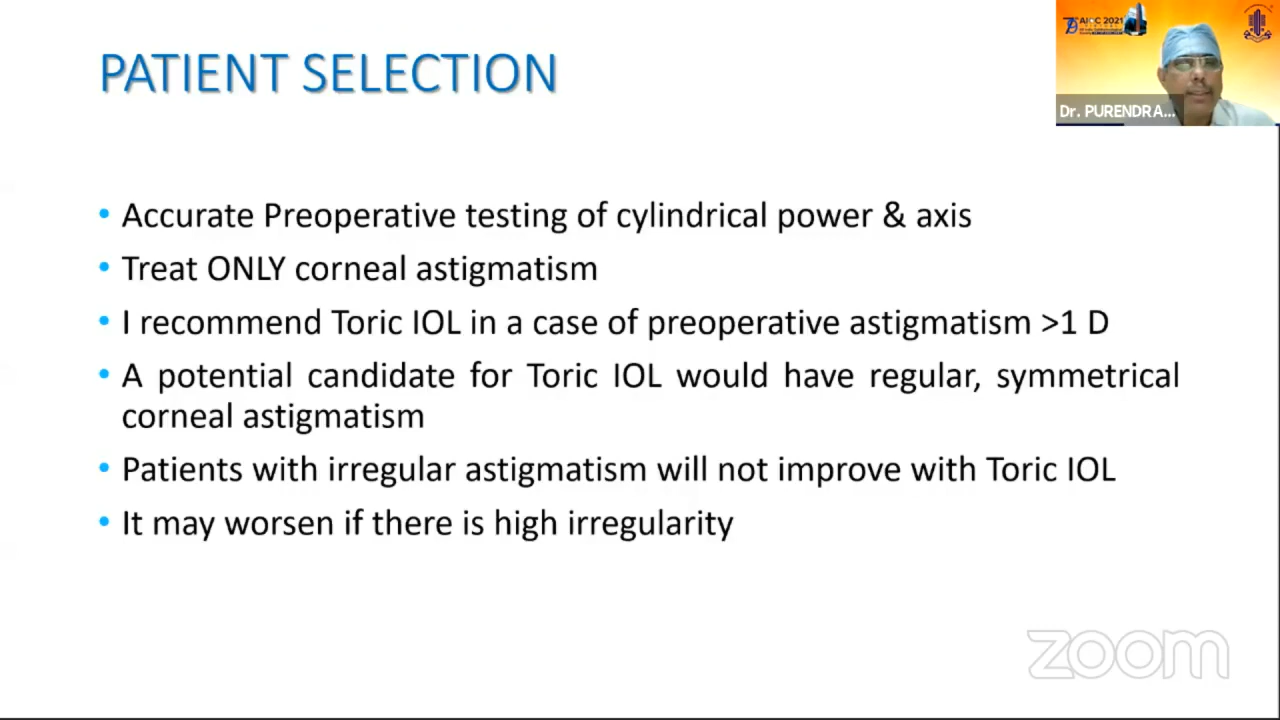 PATIENT SELECTION
AIOC 2021
Dr. PURENDRA...
• Accurate Preoperative testing of cylindrical power & axis
• Treat ONLY corneal astigmatism
• I recommend Toric IOL in a case of preoperative astigmatism >1 D
• A potential candidate for Toric IOL would have regular, symmetrical
corneal astigmatism
• Patients with irregular astigmatism will not improve with Toric IOL
• It may worsen if there is high irregularity
zoom